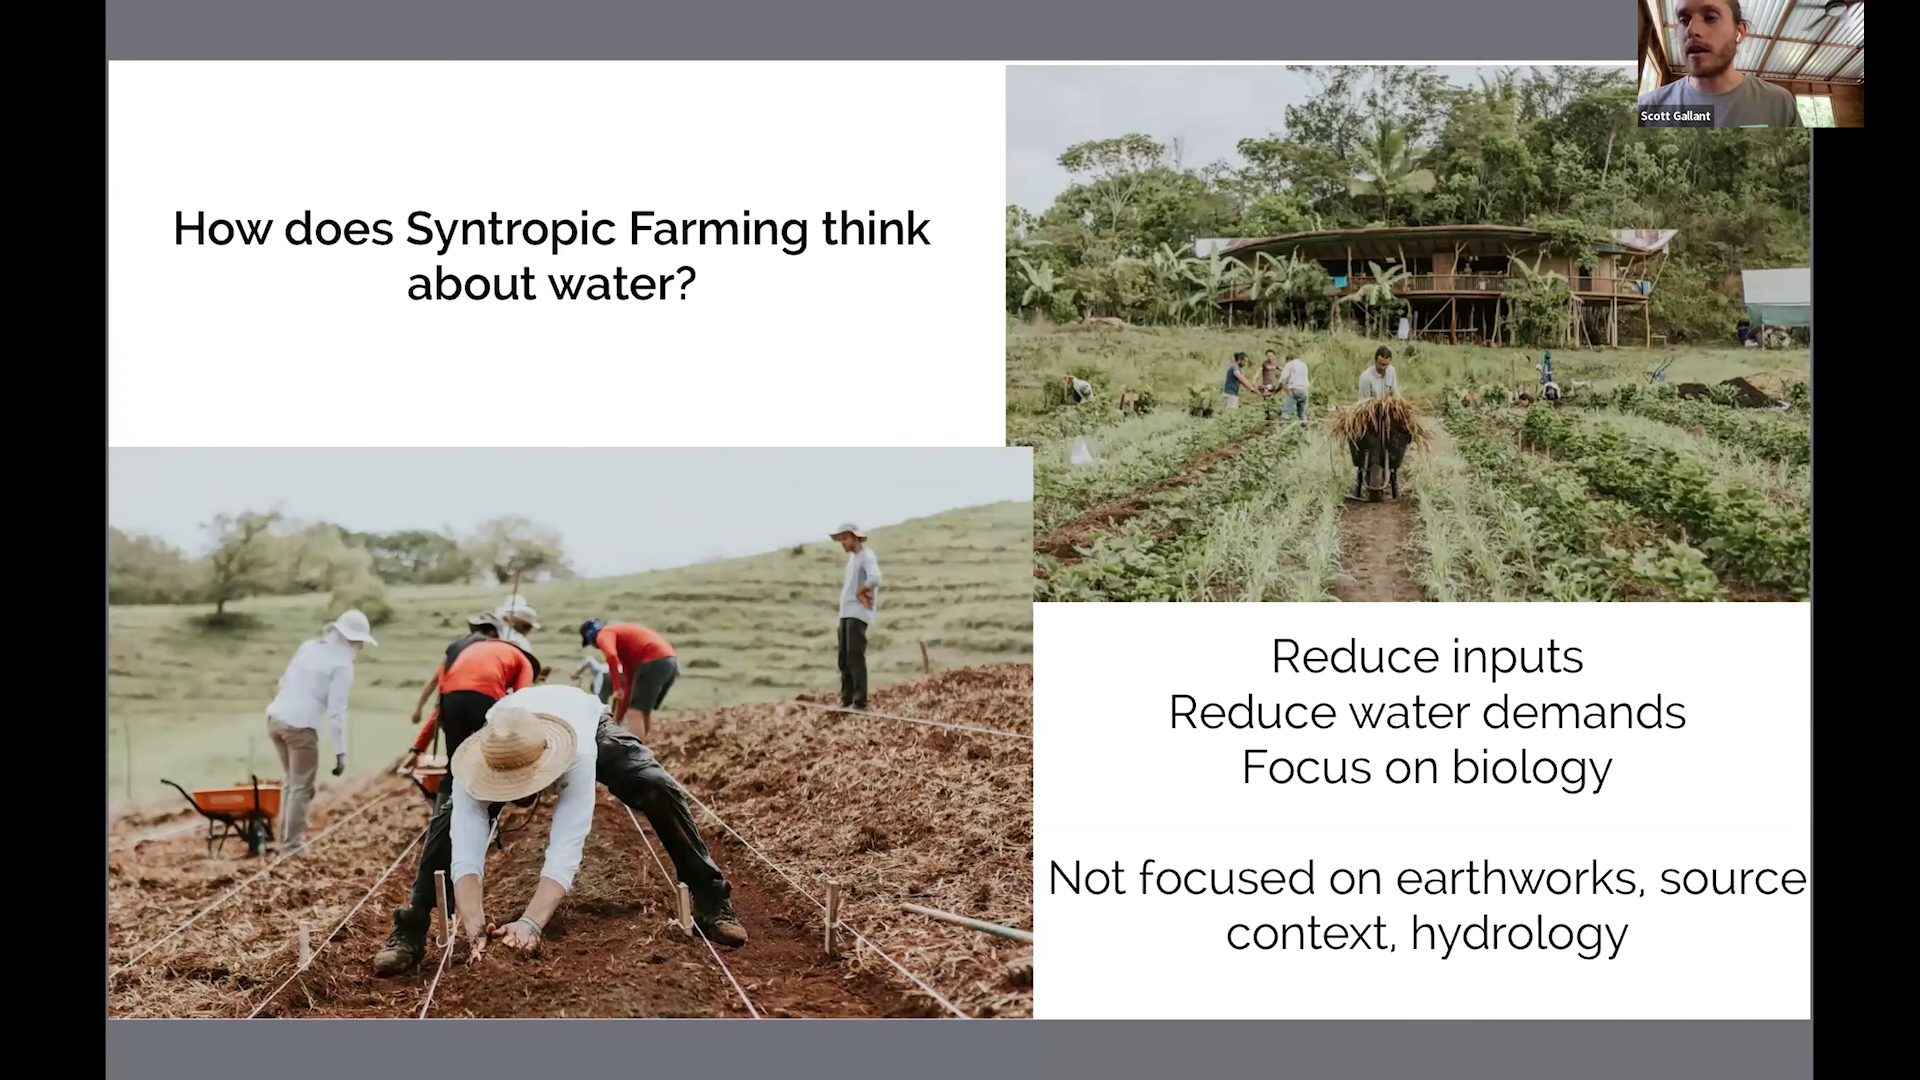 Scott Gallant
How does Syntropic Farming think
about water?
Reduce inputs
Reduce water demands
Focus on biology
Not focused on earthworks, source
context, hydrology